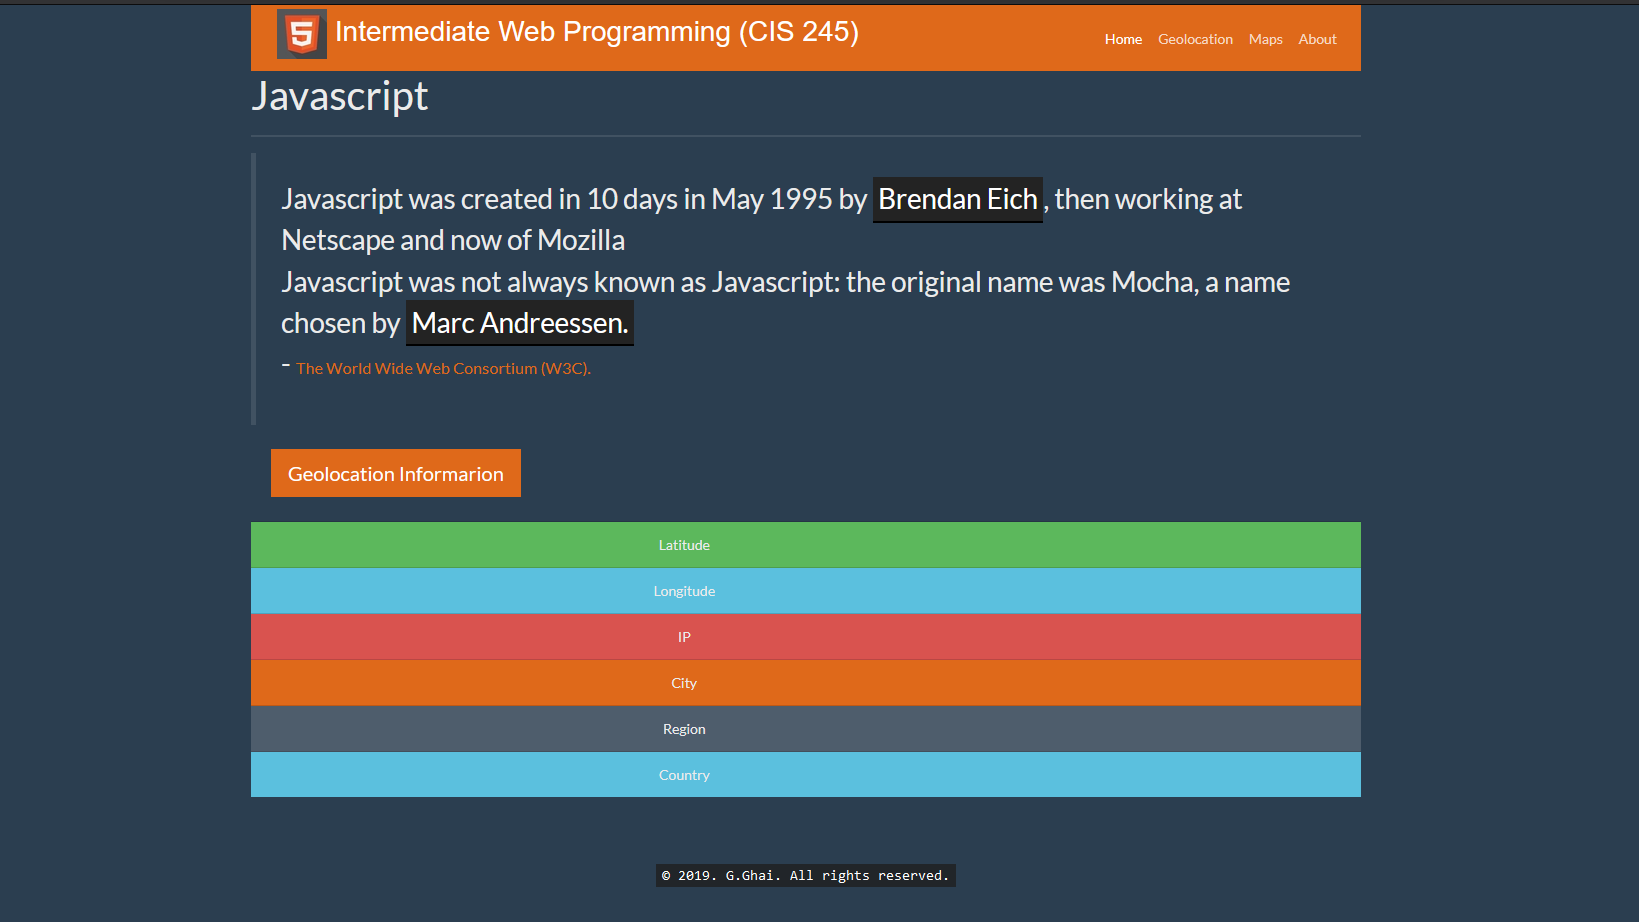 Intermediate Web Programming (CIS 245)
Home Geolocation Maps About
Javascript
Javascript was created in 10 days in May 1995 by Brendan Eich, then working at
Netscape and now of Mozilla
Javascript was not always known as Javascript: the original name was Mocha, a name
chosen by Marc Andreessen.
- The World Wide Web Consortium (W3C).
Geolocation Informarion
Latitude
Longitude
IP
City
Region
Country
© 2019. G.Ghai. All rights reserved.